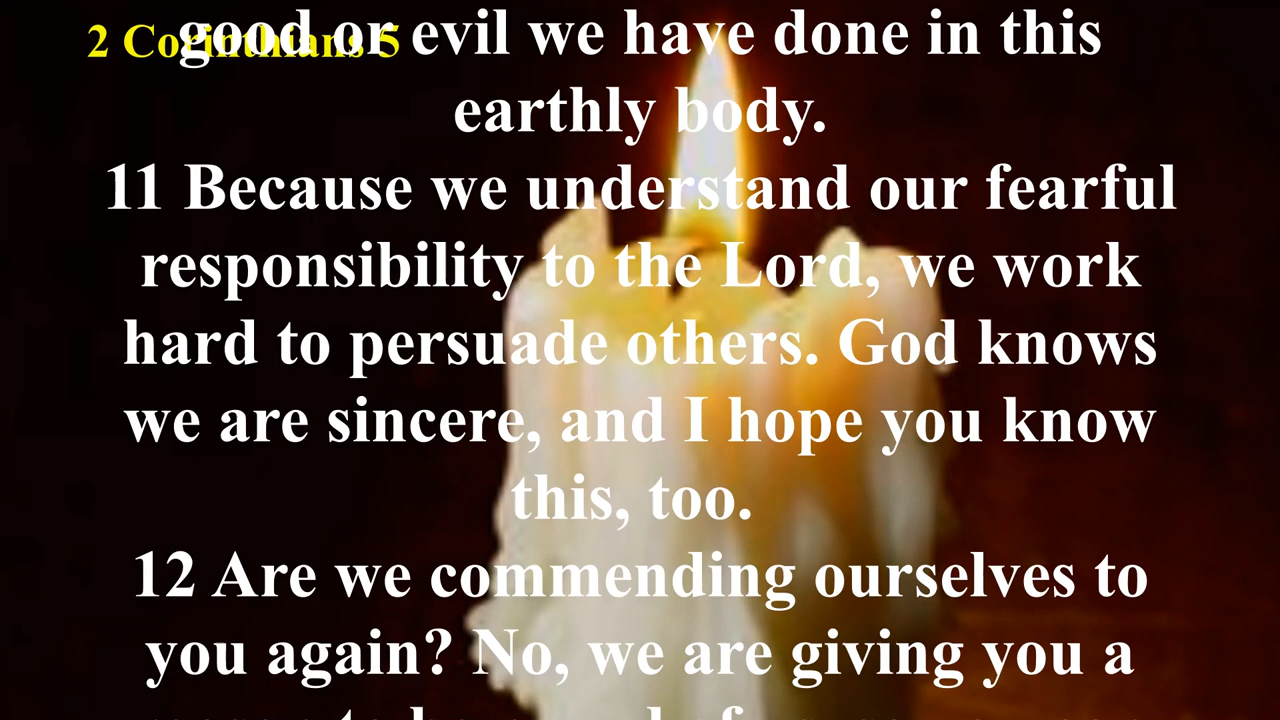 2 Corinthians 5
good or evil we have done in this
earthly body.
11 Because we understand our fearful
responsibility to the Lord, we work
hard to persuade others. God knows
we are sincere, and I hope you know
this, too.
12 Are we commending ourselves to
you again? No, we are giving you a